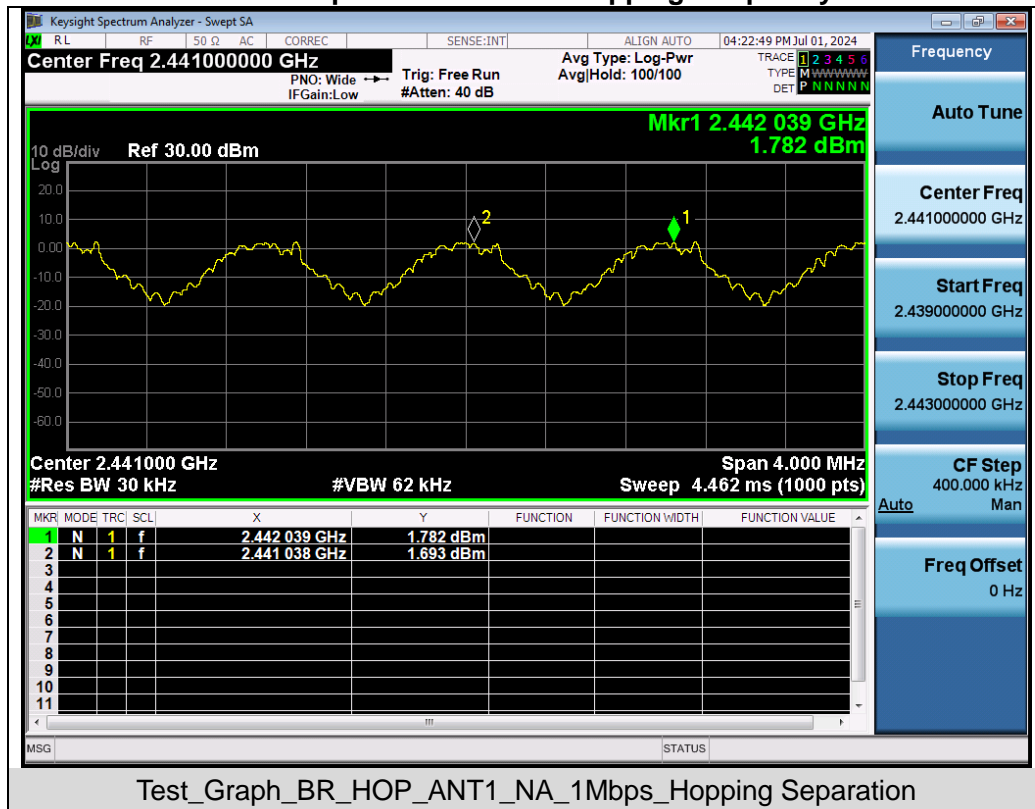 Keysight Spectrum Analyzer - Swept SA
LXI RL RF 50 Ω AC CORREC SENSE:INT ALIGN AUTO 04:22:49 PM Jul 01, 2024
Center Freq 2.441000000 GHz
Avg Type: Log-Pwr
TRACE 1 2 3 4 5 6
PNO: Wide
Trig: Free Run
Avg|Hold: 100/100
TYPE M WWWWW
IFGain:Low
#Atten: 40 dB
DET P N N N N N
Mkr1 2.442 039 GHz
1.782 dBm
10 dB/div Ref 30.00 dBm
Log
20.0
10.0
0.00
-10.0
-20.0
-30.0
-40.0
-50.0
-60.0
2
1
Center 2.441000 GHz
Span 4.000 MHz
#Res BW 30 kHz #VBW 62 kHz Sweep 4.462 ms (1000 pts)
MKR MODE TRC SCL X Y FUNCTION FUNCTION WIDTH FUNCTION VALUE
1 N 1 f 2.442 039 GHz 1.782 dBm
2 N 1 f 2.441 038 GHz 1.693 dBm
3
4
5
6
7
8
9
10
11
MSG STATUS
Frequency
Auto Tune
Center Freq
2.441000000 GHz
Start Freq
2.439000000 GHz
Stop Freq
2.443000000 GHz
CF Step
400.000 kHz
Auto Man
Freq Offset
0 Hz
Test_Graph_BR_HOP_ANT1_NA_1Mbps_Hopping Separation